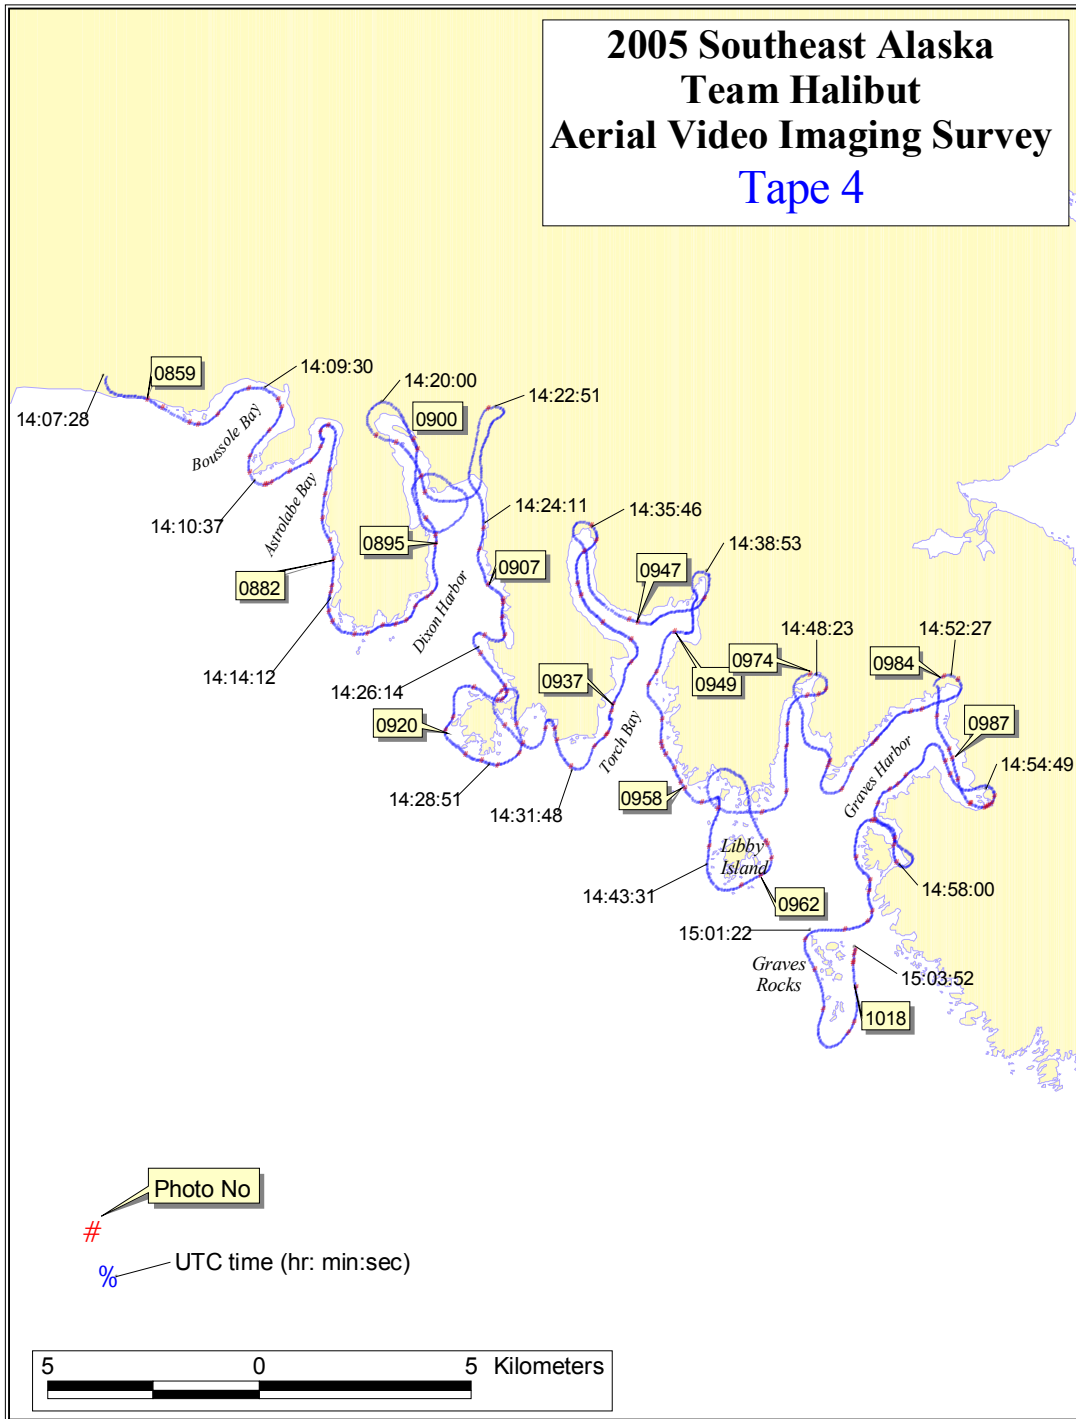 2005 Southeast Alaska
Team Halibut
Aerial Video Imaging Survey
Tape 4
0859
14:09:30
14:20:00
14:22:51
14:07:28
0900
Boussole Bay
14:10:37
Astrolabe Bay
14:24:11
14:35:46
0895
0882
0907
0947
14:38:53
Dixon Harbor
14:14:12
14:26:14
0937
0949
0974
14:48:23
14:52:27
0984
0920
Torch Bay
0987
14:28:51
14:31:48
0958
Graves Harbor
14:54:49
Libby
Island
14:43:31
0962
14:58:00
15:01:22
Graves
Rocks
15:03:52
1018
Photo No
#
% UTC time (hr: min:sec)
5 0 5 Kilometers